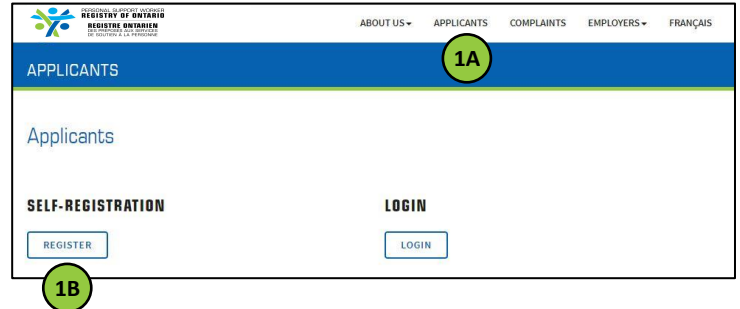 PERSONAL SUPPORT WORKER
REGISTRY OF ONTARIO
REGISTRE ONTARIEN
DES PRÉPOSÉS AUX SERVICES
DE SOUTIEN À LA PERSONNE
ABOUT US APPLICANTS COMPLAINTS EMPLOYERS FRANÇAIS
1A
APPLICANTS
Applicants
SELF-REGISTRATION LOGIN
REGISTER LOGIN
1B